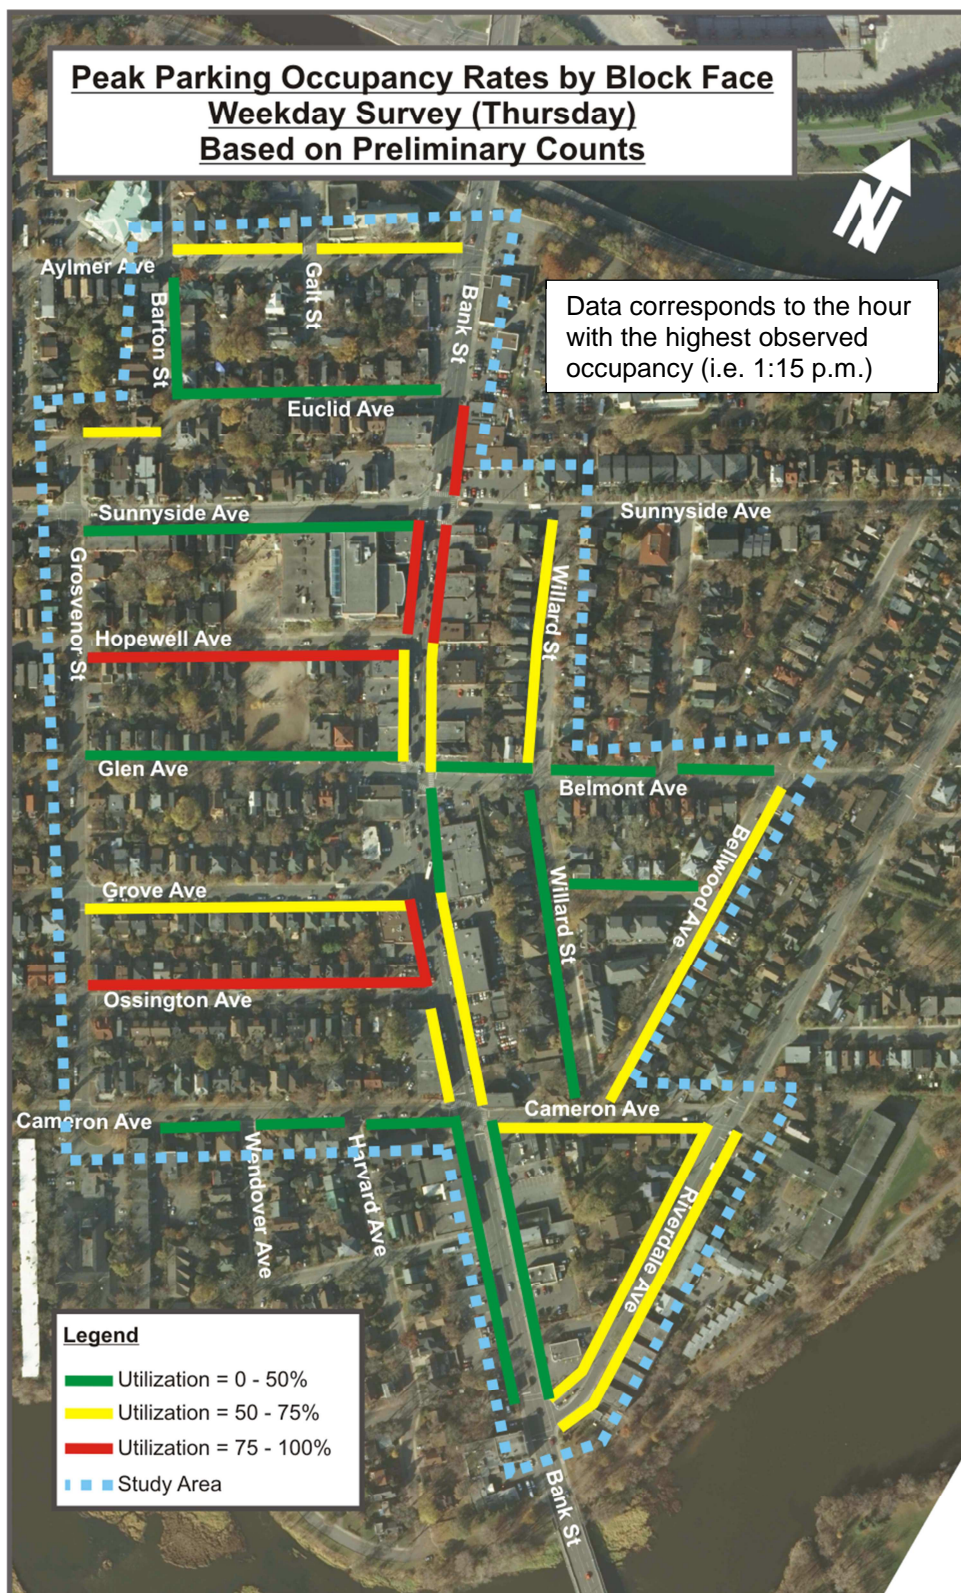 Peak Parking Occupancy Rates by Block Face
Weekday Survey (Thursday)
Based on Preliminary Counts
N
Data corresponds to the hour
with the highest observed
occupancy (i.e. 1:15 p.m.)
Aylmer Ave
Barton St
Galt St
Bank St
Euclid Ave
Sunnyside Ave
Sunnyside Ave
Grosvenor St
Hopewell Ave
Willard St
Glen Ave
Belmont Ave
Bellwood Ave
Grove Ave
Willard St
Ossington Ave
Cameron Ave
Cameron Ave
Wendover Ave
Harvard Ave
Riverdale Ave
Bank St
Legend
Utilization = 0 - 50%
Utilization = 50 - 75%
Utilization = 75 - 100%
Study Area